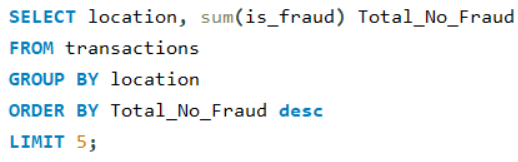 SELECT location, sum(is_fraud) Total_No_Fraud
FROM transactions
GROUP BY location
ORDER BY Total_No_Fraud desc
LIMIT 5;